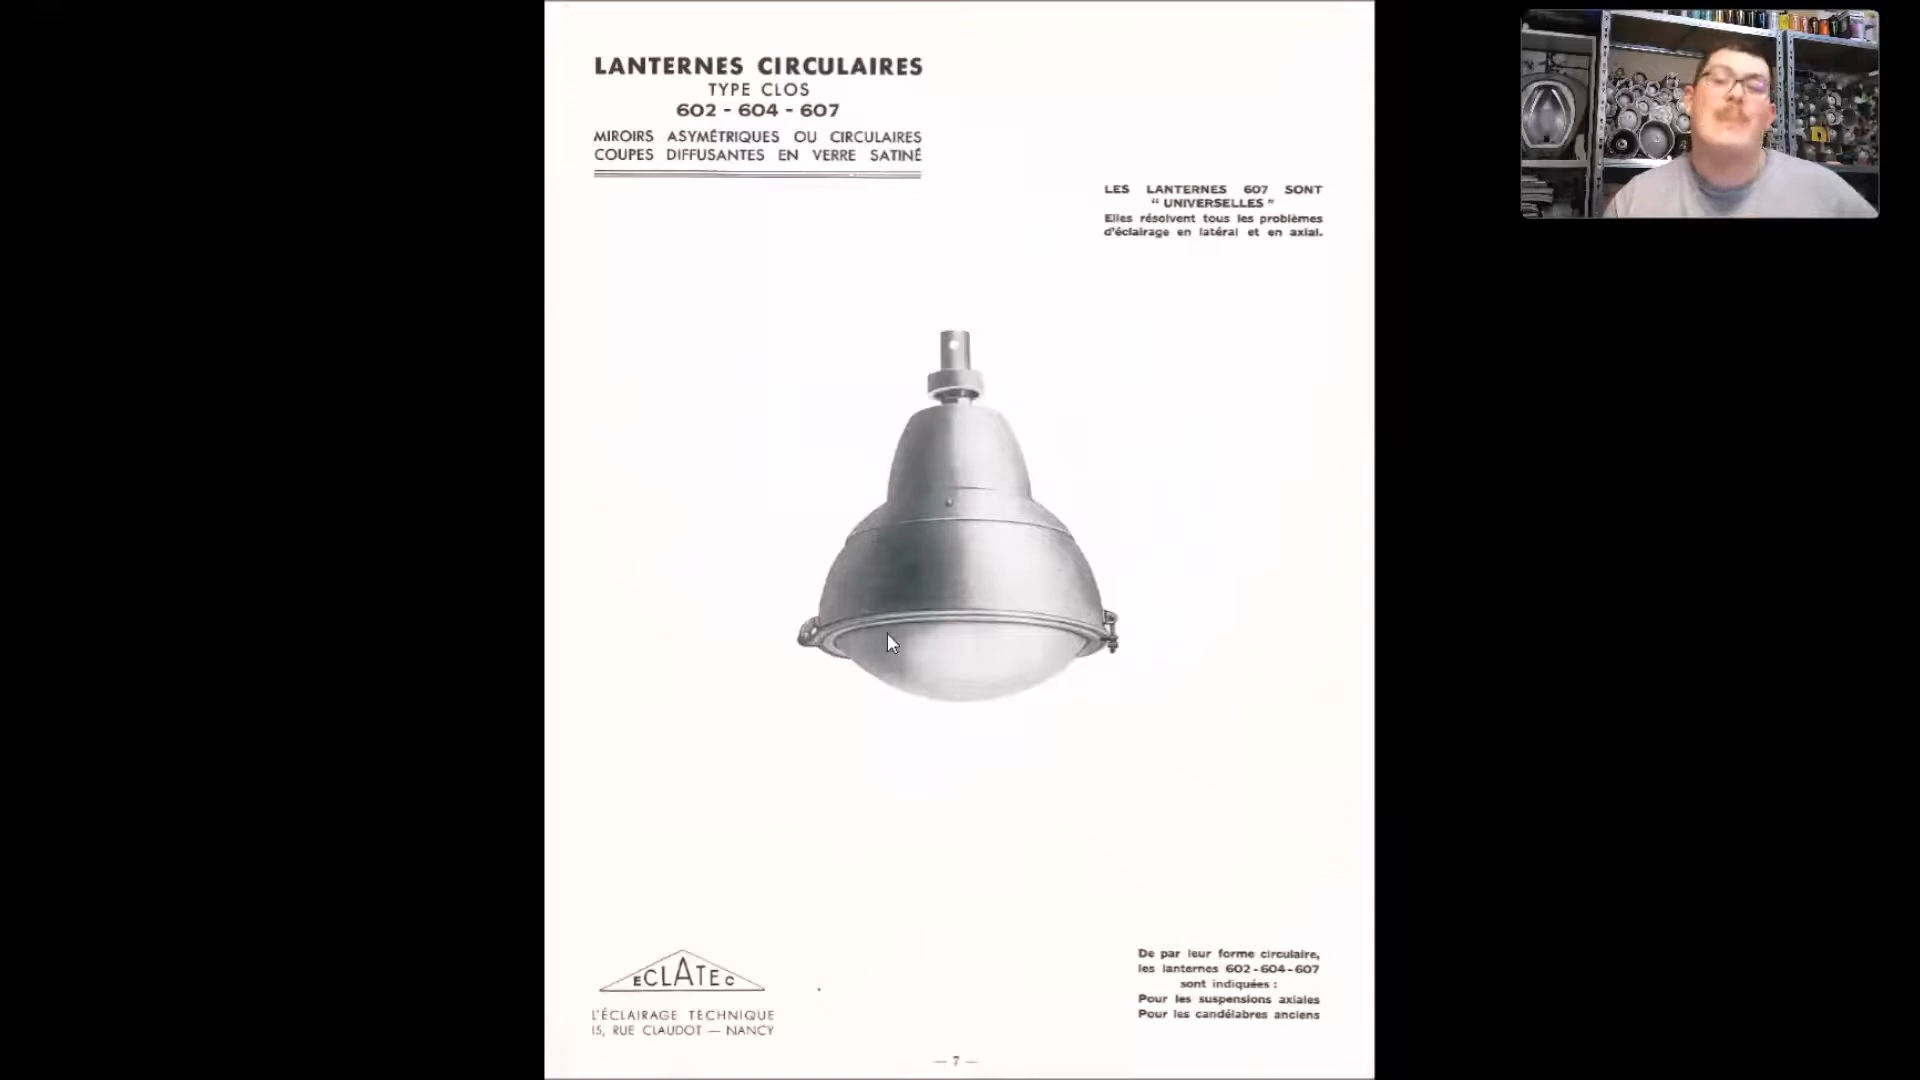 LANTERNES CIRCULAIRES
TYPE CLOS
602 - 604 - 607
MIROIRS ASYMÉTRIQUES OU CIRCULAIRES
COUPES DIFFUSANTES EN VERRE SATINÉ
LES LANTERNES 607 SONT
" UNIVERSELLES "
Elles résolvent tous les problèmes
d'éclairage en latéral et en axial.
ECLATEC
L'ÉCLAIRAGE TECHNIQUE
15, RUE CLAUDOT — NANCY
De par leur forme circulaire,
les lanternes 602-604-607
sont indiquées :
Pour les suspensions axiales
Pour les candélabres anciens
— 7 —